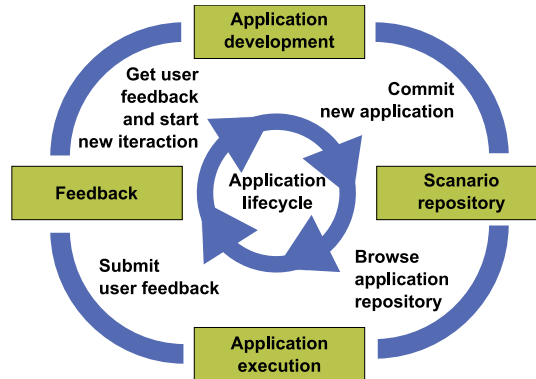 Application
development
Get user
feedback
and start
new iteraction
Commit
new application
Feedback
Application
lifecycle
Scanario
repository
Submit
user feedback
Browse
application
repository
Application
execution